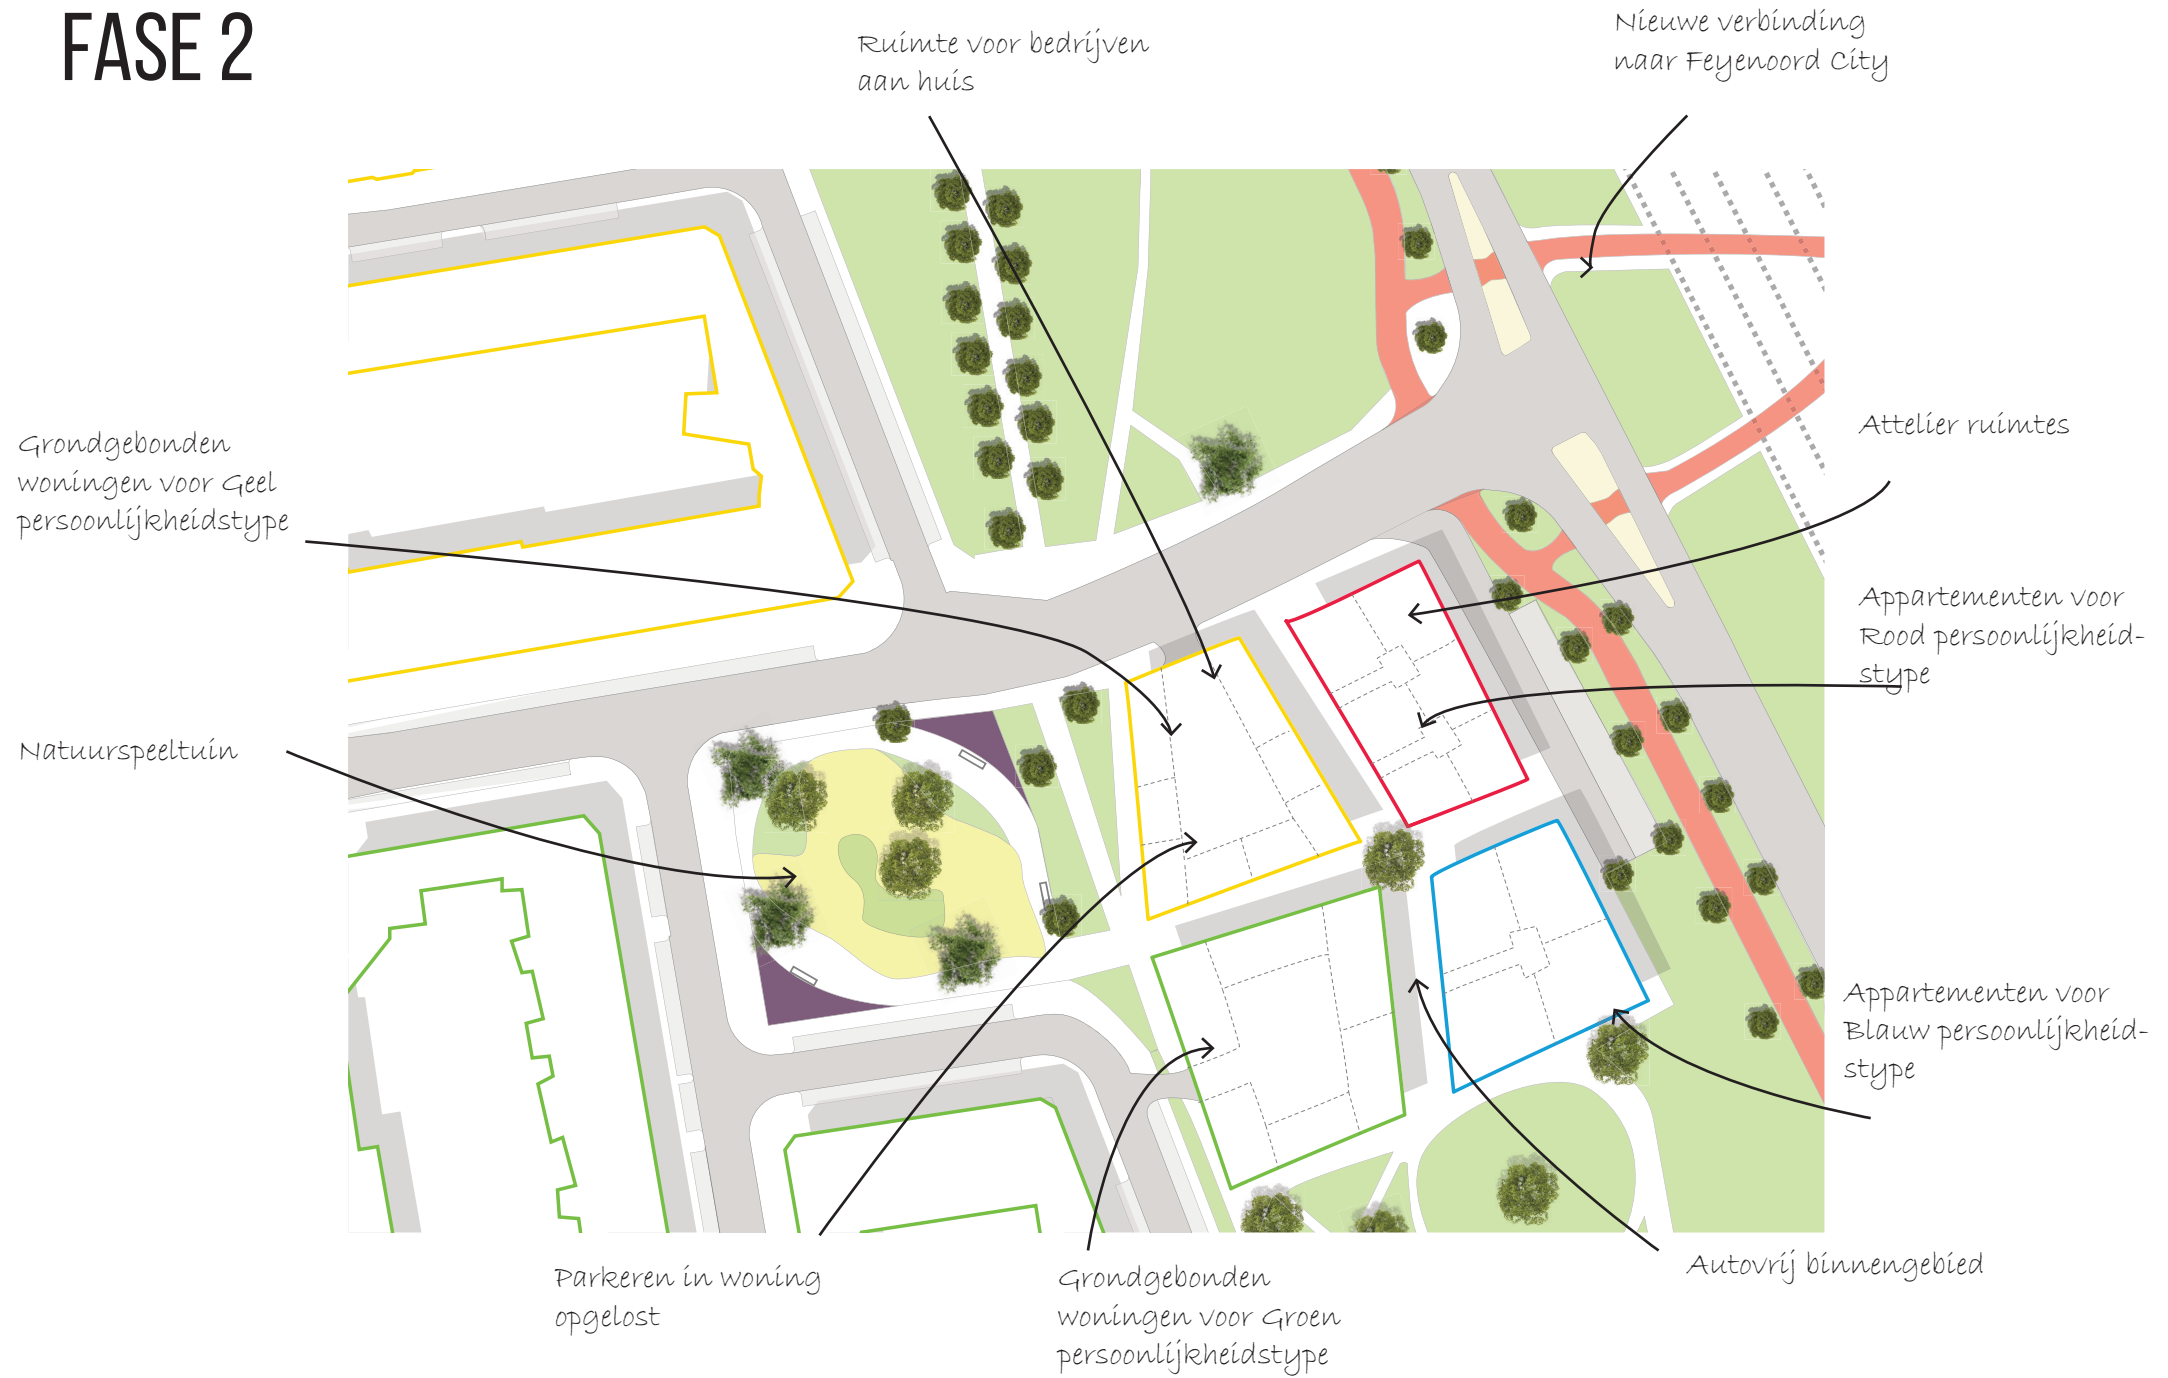 FASE 2
Ruimte voor bedrijven
aan huis
Nieuwe verbinding
naar Feyenoord City
Grondgebonden
woningen voor Geel
persoonlijkheidstype
Attelier ruimtes
Appartementen voor
Rood persoonlijkheid-
stype
Natuurspeeltuin
Appartementen voor
Blauw persoonlijkheid-
stype
Parkeren in woning
opgelost
Grondgebonden
woningen voor Groen
persoonlijkheidstype
Autovrij binnengebied